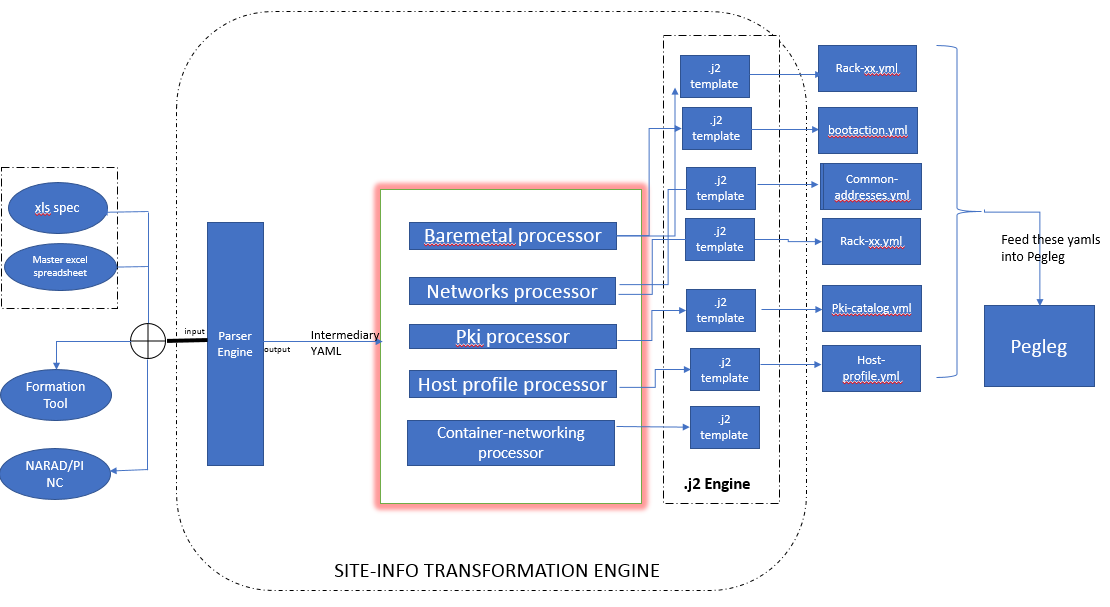 xls spec
Master excel
spreadsheet
Formation
Tool
NARAD/PI
NC
input
Parser
Engine
output
Intermediary
YAML
Baremetal processor
Networks processor
Pki processor
Host profile processor
Container-networking
processor
.j2
template
.j2
template
.j2
template
.j2
template
.j2
template
.j2
template
.j2
template
.j2 Engine
Rack-xx.yml
bootaction.yml
Common-
addresses.yml
Rack-xx.yml
Pki-catalog.yml
Host-
profile.yml
Feed these yamls
into Pegleg
Pegleg
SITE-INFO TRANSFORMATION ENGINE